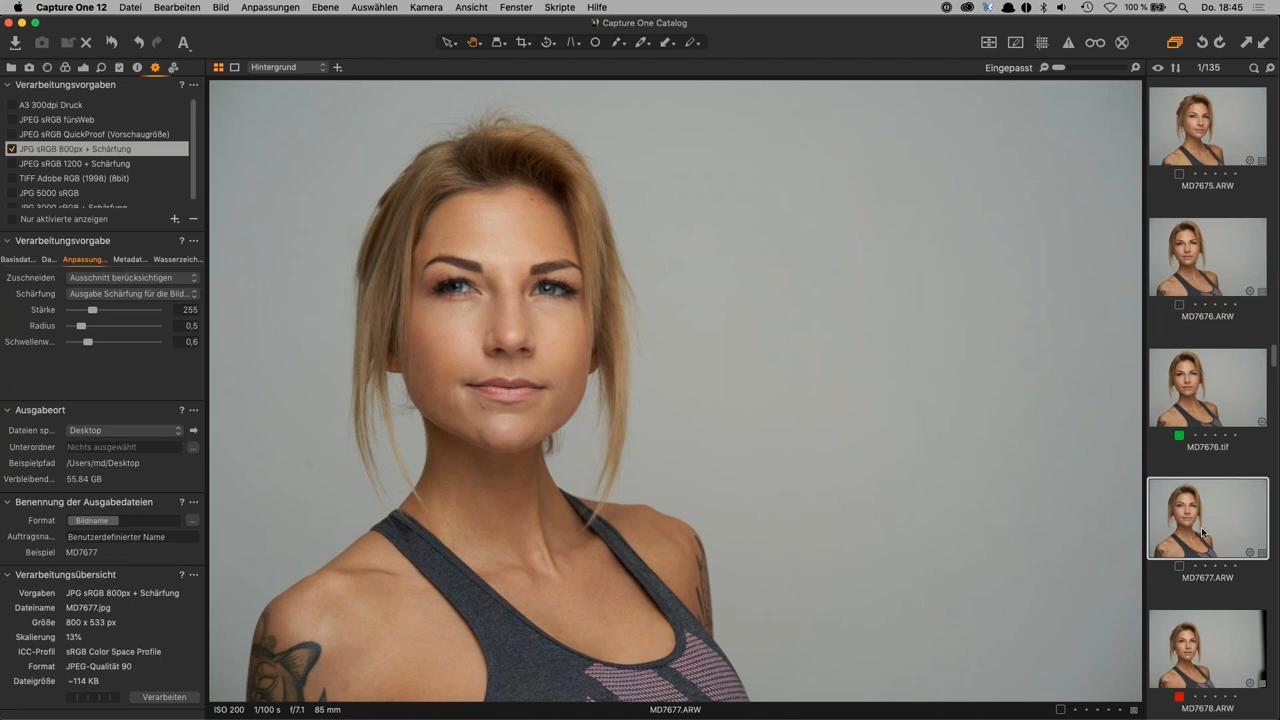 Capture One 12 Datei Bearbeiten Bild Anpassungen Ebene Auswählen Kamera Ansicht Fenster Skripte Hilfe 100 % Do. 18:45
Capture One Catalog
Hintergrund Eingepasst 1/135
Verarbeitungsvorgaben ? ···
A3 300dpi Druck
JPEG sRGB fürsWeb
JPEG sRGB QuickProof (Vorschaugröße)
JPG sRGB 800px + Schärfung
JPEG sRGB 1200 + Schärfung
TIFF Adobe RGB (1998) (8bit)
JPG 5000 sRGB
JPG 3000 sRGB + Schärfung
Nur aktivierte anzeigen
Verarbeitungsvorgabe ? ···
Basisdat... Da... Anpassung... Metadat... Wasserzeich...
Zuschneiden Ausschnitt berücksichtigen
Schärfung Ausgabe Schärfung für die Bild...
Stärke 255
Radius 0,5
Schwellenw... 0,6
Ausgabeort ? ···
Dateien sp... Desktop
Unterordner Nichts ausgewählt ...
Beispielpfad /Users/md/Desktop
Verbleibend... 55.84 GB
Benennung der Ausgabedateien ? ···
Format Bildname ...
Auftragsna... Benutzerdefinierter Name
Beispiel MD7677
Verarbeitungsübersicht ? ···
Vorgaben JPG sRGB 800px + Schärfung
Dateiname MD7677.jpg
Größe 800 x 533 px
Skalierung 13%
ICC-Profil sRGB Color Space Profile
Format JPEG-Qualität 90
Dateigröße ~114 KB
Verarbeiten
ISO 200 1/100 s f/7.1 85 mm MD7677.ARW
MD7675.ARW
MD7676.ARW
MD7676.tif
MD7677.ARW
MD7678.ARW